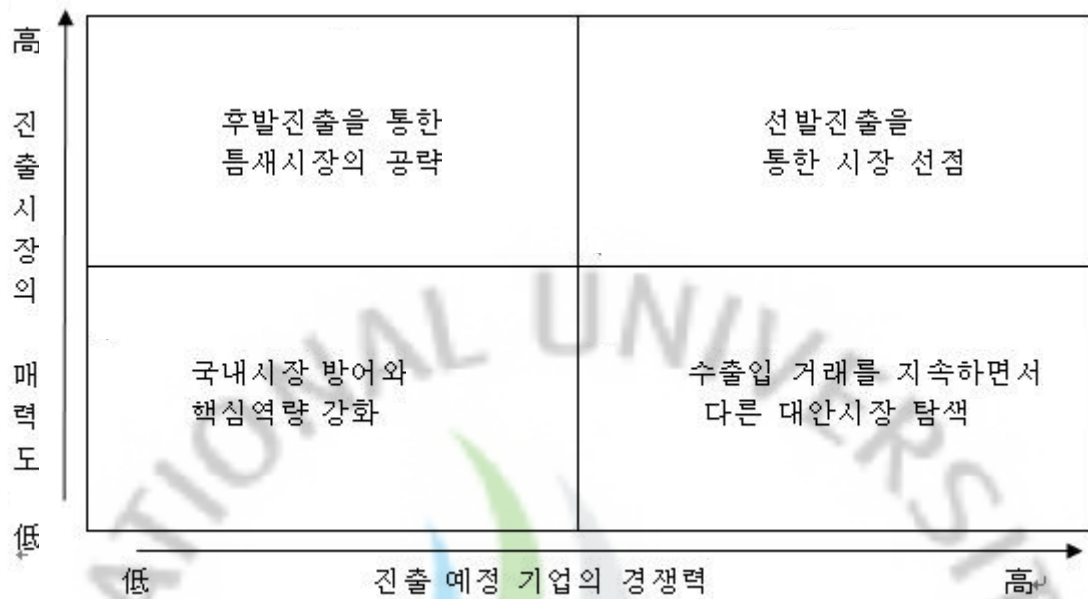 高
진출시장의 매력도
低
후발진출을 통한
틈새시장의 공략
선발진출을
통한 시장 선점
국내시장 방어와
핵심역량 강화
수출입 거래를 지속하면서
다른 대안시장 탐색
低
진출 예정 기업의 경쟁력
高
ATIONAL UNIVERSIT